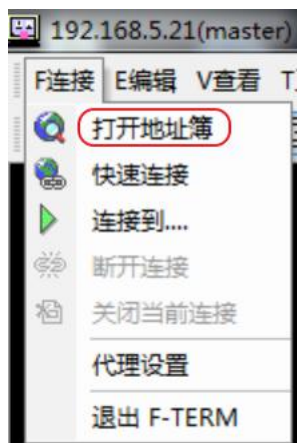 192.168.5.21(master)
F连接 E编辑 V查看 T
打开地址簿
快速连接
连接到....
断开连接
关闭当前连接
代理设置
退出 F-TERM